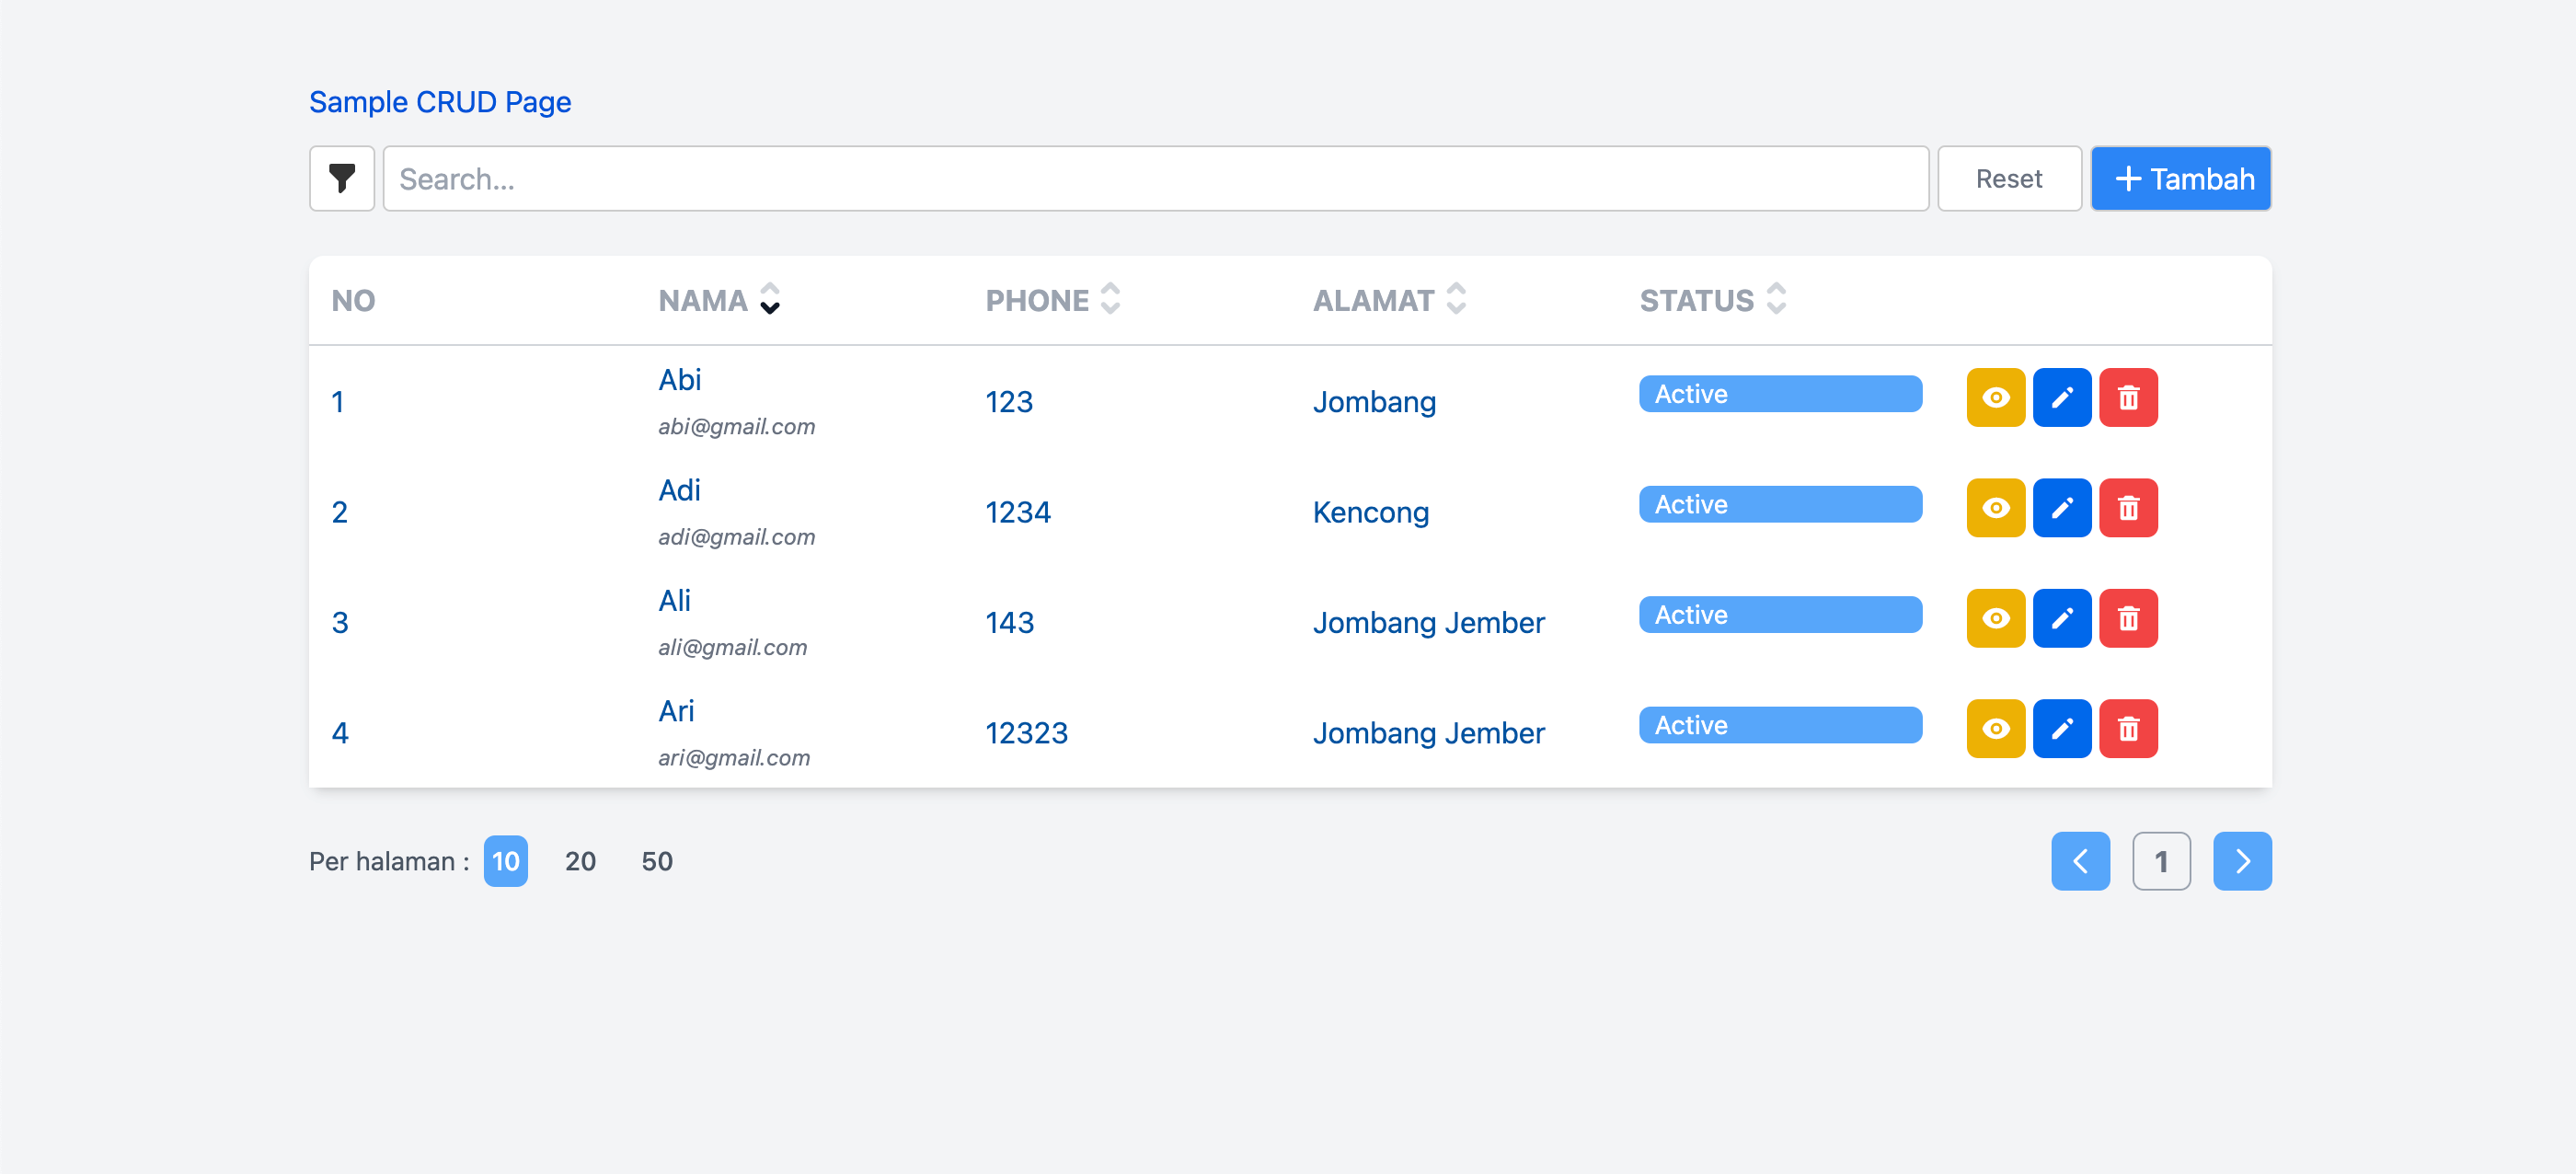 Sample CRUD Page
Search... Reset + Tambah
NO NAMA PHONE ALAMAT STATUS
1 Abi 123 Jombang Active
abi@gmail.com
2 Adi 1234 Kencong Active
adi@gmail.com
3 Ali 143 Jombang Jember Active
ali@gmail.com
4 Ari 12323 Jombang Jember Active
ari@gmail.com
Per halaman : 10 20 50 1